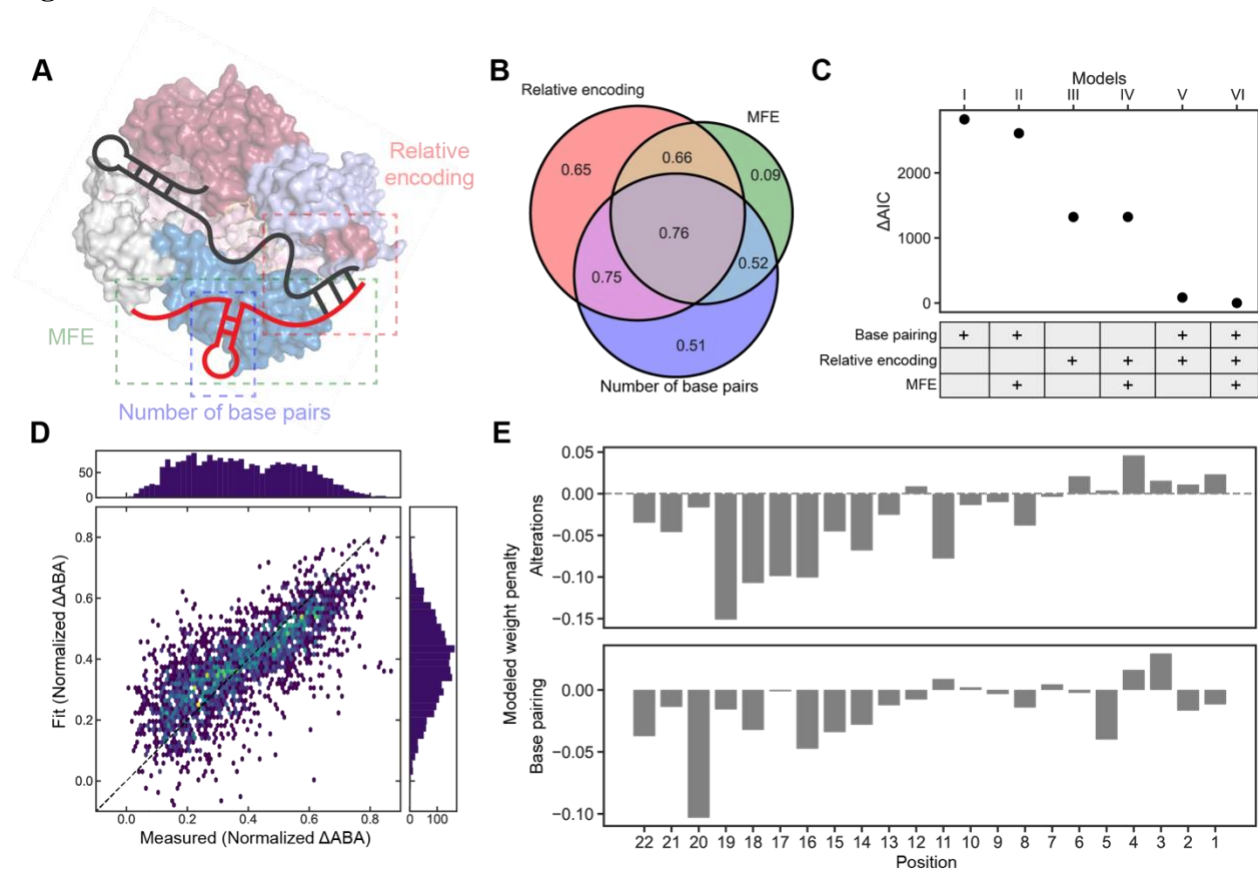 A
Relative
encoding
MFE
Number of base pairs
B
Relative encoding
MFE
0.65
0.66
0.09
0.76
0.75
0.52
0.51
Number of base pairs
C
Models
I II III IV V VI
2000
1000
0
ΔAIC
Base pairing + + + +
Relative encoding + + + +
MFE + + +
D
50
0
0.8
0.6
0.4
0.2
0.0
Fit (Normalized ΔABA)
0.0 0.2 0.4 0.6 0.8
Measured (Normalized ΔABA)
0 100
E
0.05
0.00
−0.05
−0.10
−0.15
Alterations
Modeled weight penalty
0.00
−0.05
−0.10
Base pairing
22 21 20 19 18 17 16 15 14 13 12 11 10 9 8 7 6 5 4 3 2 1
Position